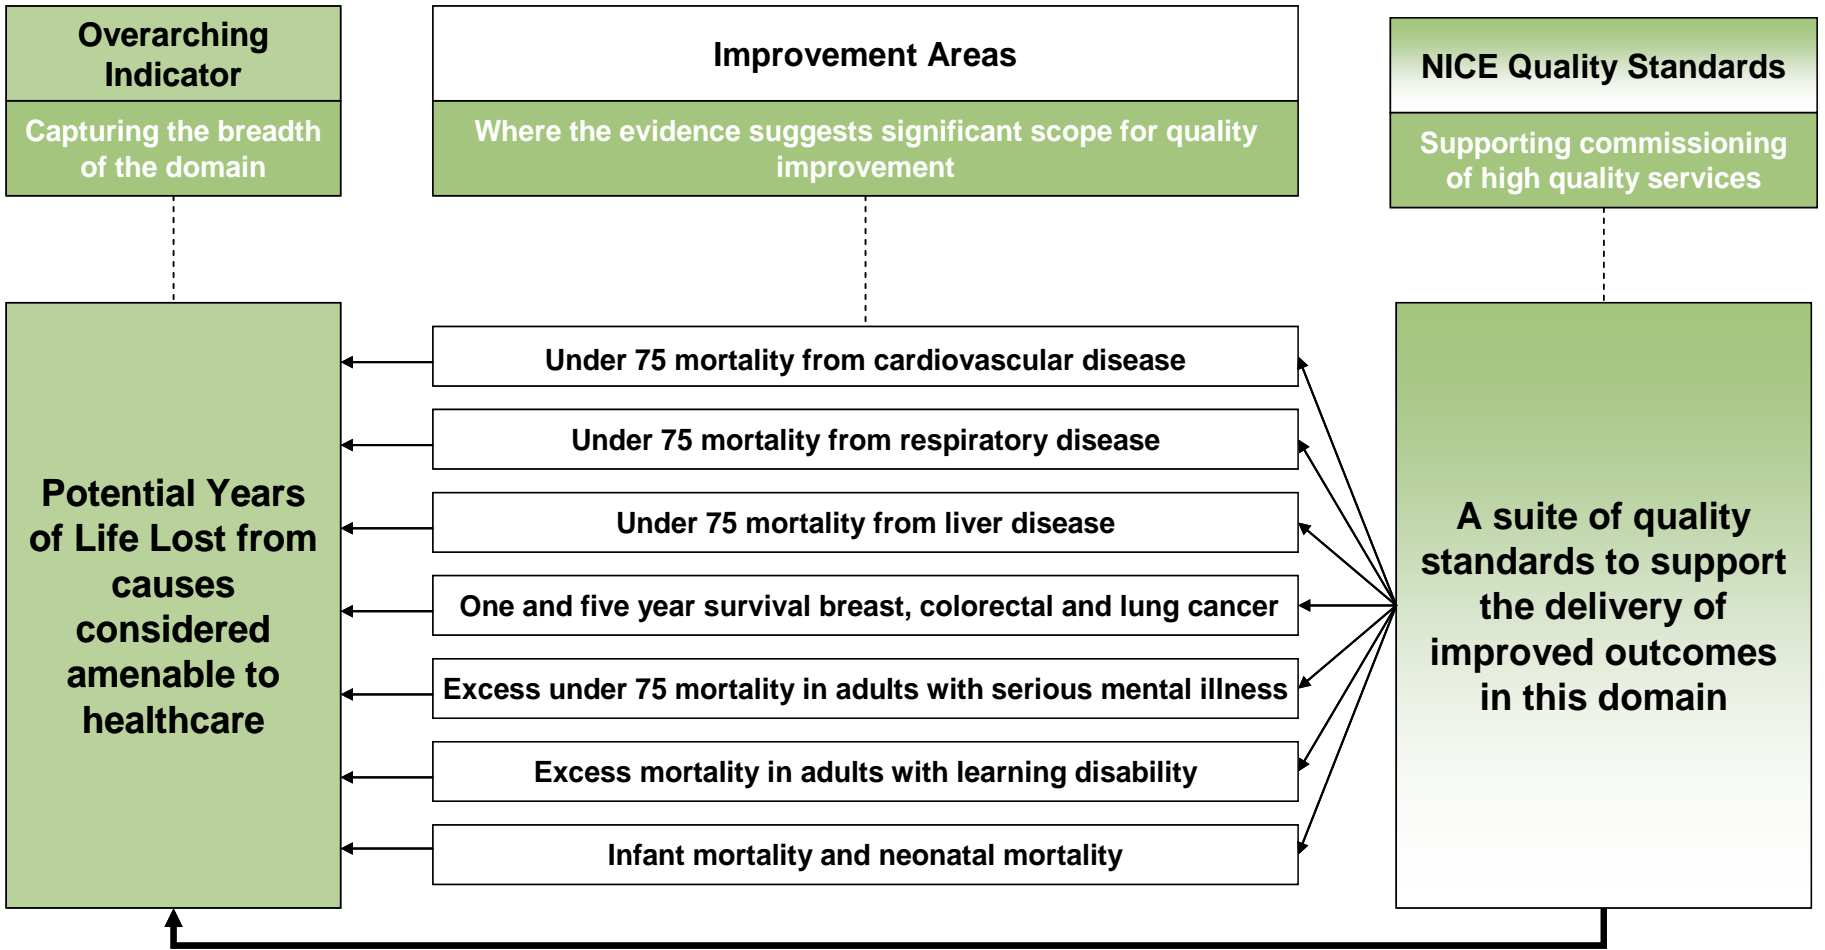 Overarching
Indicator
Capturing the breadth
of the domain
Improvement Areas
Where the evidence suggests significant scope for quality
improvement
NICE Quality Standards
Supporting commissioning
of high quality services
Potential Years
of Life Lost from
causes
considered
amenable to
healthcare
Under 75 mortality from cardiovascular disease
Under 75 mortality from respiratory disease
Under 75 mortality from liver disease
One and five year survival breast, colorectal and lung cancer
Excess under 75 mortality in adults with serious mental illness
Excess mortality in adults with learning disability
Infant mortality and neonatal mortality
A suite of quality
standards to support
the delivery of
improved outcomes
in this domain